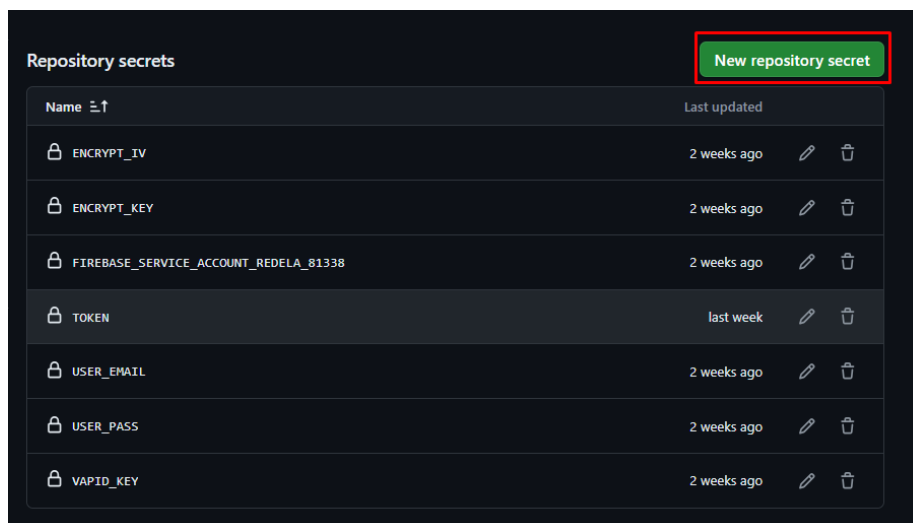 Repository secrets
New repository secret
Name
Last updated
ENCRYPT_IV
2 weeks ago
ENCRYPT_KEY
2 weeks ago
FIREBASE_SERVICE_ACCOUNT_REDELA_81338
2 weeks ago
TOKEN
last week
USER_EMAIL
2 weeks ago
USER_PASS
2 weeks ago
VAPID_KEY
2 weeks ago